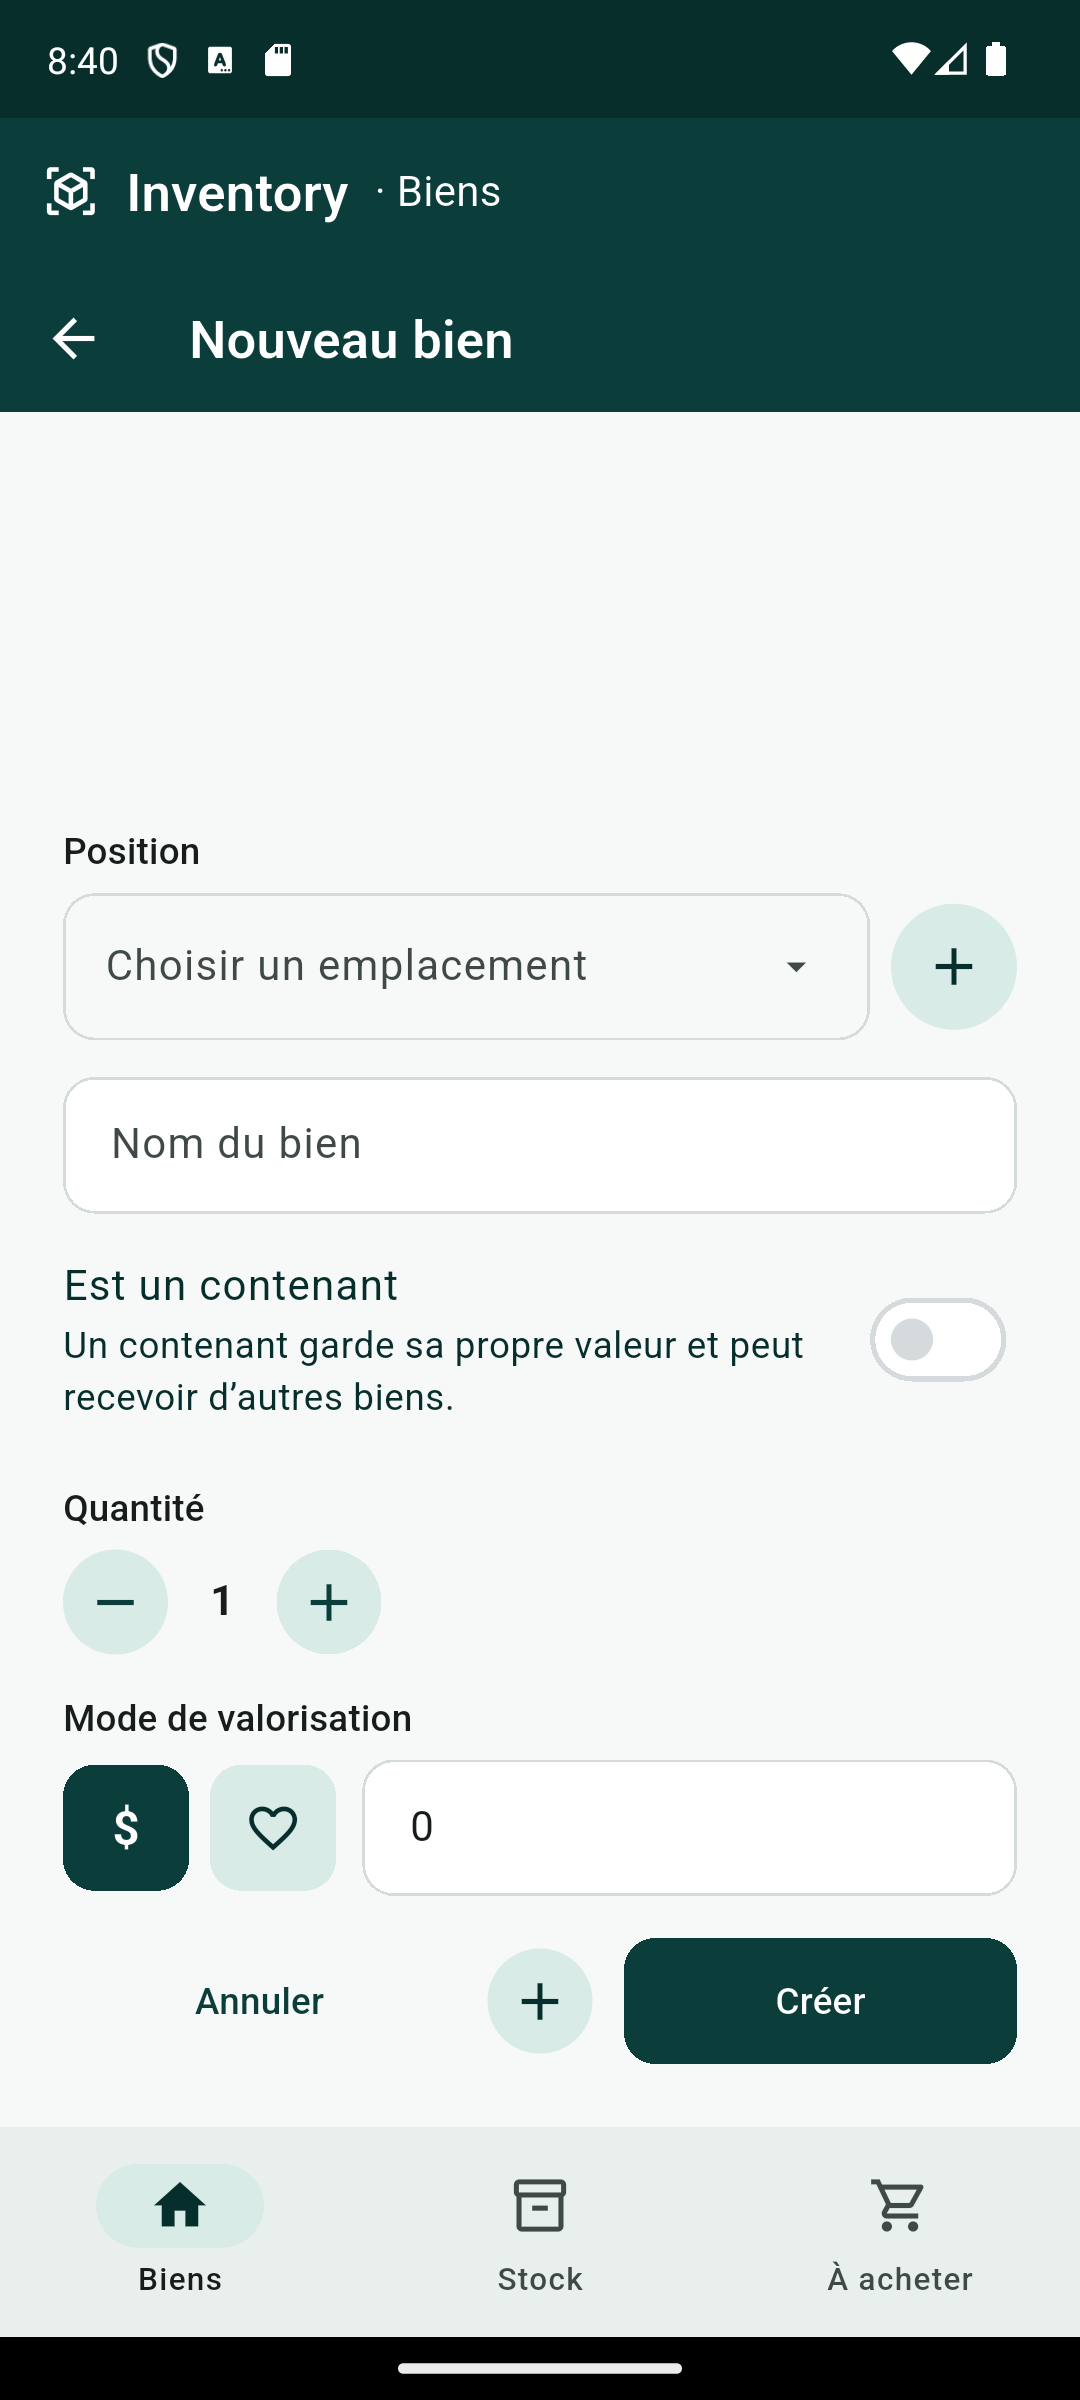 8:40
Inventory · Biens
Nouveau bien
Position
Choisir un emplacement
Nom du bien
Est un contenant
Un contenant garde sa propre valeur et peut
recevoir d’autres biens.
Quantité
1
Mode de valorisation
$
0
Annuler
Créer
Biens
Stock
À acheter